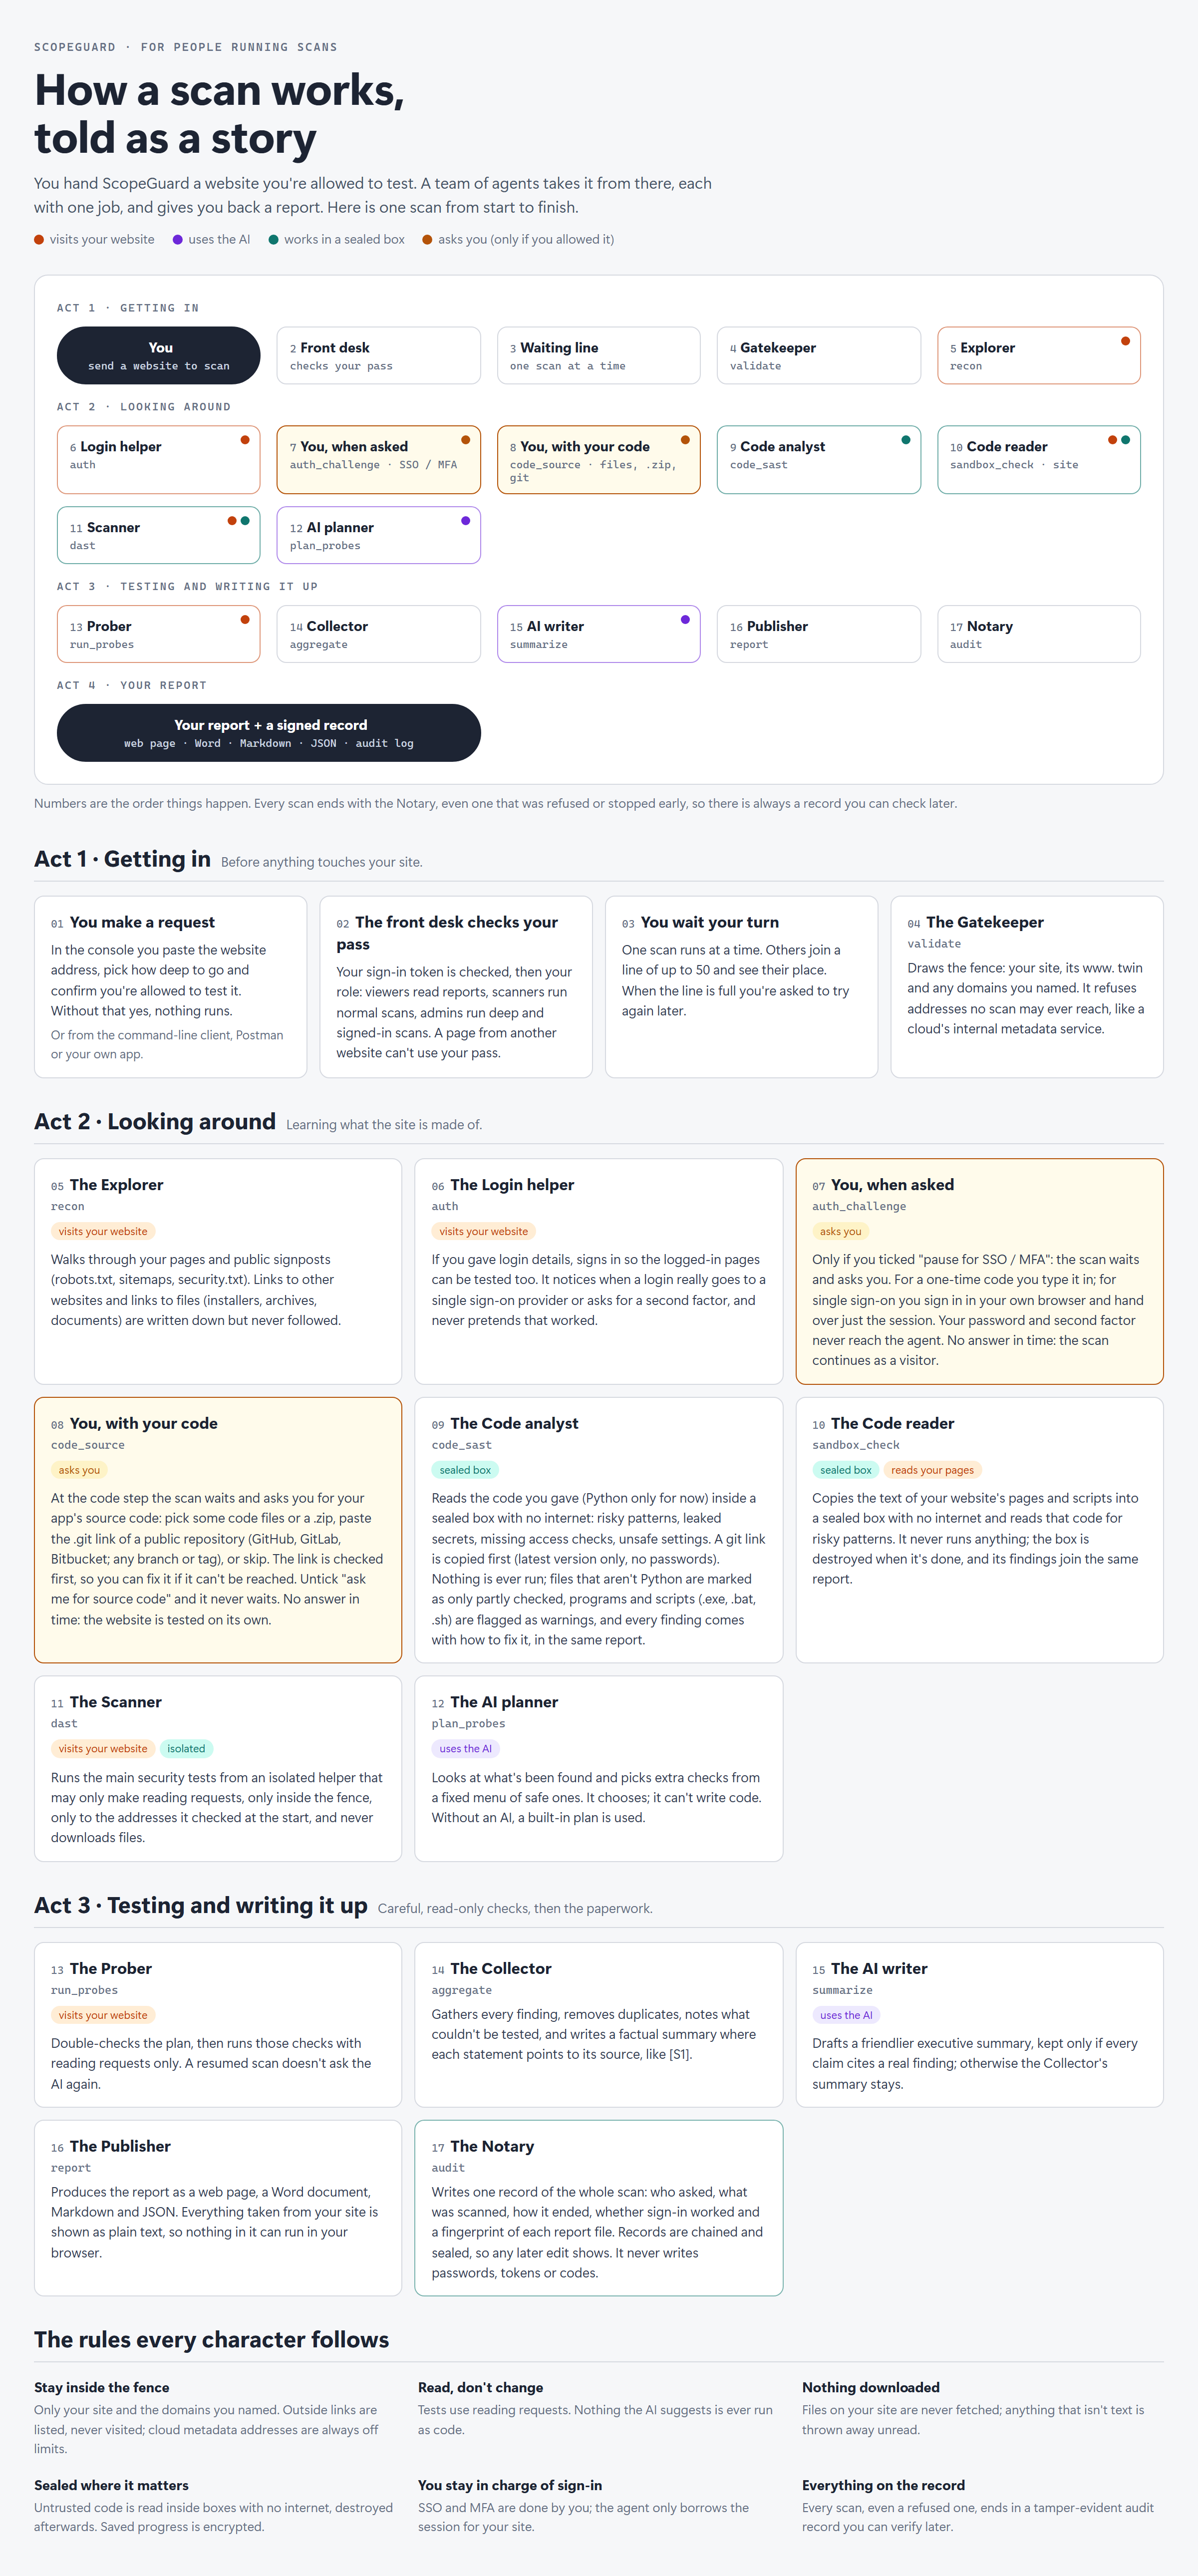 SCOPEGUARD · FOR PEOPLE RUNNING SCANS
How a scan works,
told as a story
You hand ScopeGuard a website you're allowed to test. A team of agents takes it from there, each
with one job, and gives you back a report. Here is one scan from start to finish.
visits your website uses the AI works in a sealed box asks you (only if you allowed it)
ACT 1 · GETTING IN
You
send a website to scan
2 Front desk
checks your pass
3 Waiting line
one scan at a time
4 Gatekeeper
validate
5 Explorer
recon
ACT 2 · LOOKING AROUND
6 Login helper
auth
7 You, when asked
auth_challenge · SSO / MFA
8 You, with your code
code_source · files, .zip,
git
9 Code analyst
code_sast
10 Code reader
sandbox_check · site
11 Scanner
dast
12 AI planner
plan_probes
ACT 3 · TESTING AND WRITING IT UP
13 Prober
run_probes
14 Collector
aggregate
15 AI writer
summarize
16 Publisher
report
17 Notary
audit
ACT 4 · YOUR REPORT
Your report + a signed record
web page · Word · Markdown · JSON · audit log
Numbers are the order things happen. Every scan ends with the Notary, even one that was refused or stopped early, so there is always a record you can check later.
Act 1 · Getting in Before anything touches your site.
01 You make a request
In the console you paste the website
address, pick how deep to go and
confirm you're allowed to test it.
Without that yes, nothing runs.
Or from the command-line client, Postman
or your own app.
02 The front desk checks your
pass
Your sign-in token is checked, then your
role: viewers read reports, scanners run
normal scans, admins run deep and
signed-in scans. A page from another
website can't use your pass.
03 You wait your turn
One scan runs at a time. Others join a
line of up to 50 and see their place.
When the line is full you're asked to try
again later.
04 The Gatekeeper
validate
Draws the fence: your site, its www. twin
and any domains you named. It refuses
addresses no scan may ever reach, like a
cloud's internal metadata service.
Act 2 · Looking around Learning what the site is made of.
05 The Explorer
recon
visits your website
Walks through your pages and public signposts
(robots.txt, sitemaps, security.txt). Links to other
websites and links to files (installers, archives,
documents) are written down but never followed.
06 The Login helper
auth
visits your website
If you gave login details, signs in so the logged-in pages
can be tested too. It notices when a login really goes to a
single sign-on provider or asks for a second factor, and
never pretends that worked.
07 You, when asked
auth_challenge
asks you
Only if you ticked "pause for SSO / MFA": the scan waits
and asks you. For a one-time code you type it in; for
single sign-on you sign in in your own browser and hand
over just the session. Your password and second factor
never reach the agent. No answer in time: the scan
continues as a visitor.
08 You, with your code
code_source
asks you
At the code step the scan waits and asks you for your
app's source code: pick some code files or a .zip, paste
the .git link of a public repository (GitHub, GitLab,
Bitbucket; any branch or tag), or skip. The link is checked
first, so you can fix it if it can't be reached. Untick "ask
me for source code" and it never waits. No answer in
time: the website is tested on its own.
09 The Code analyst
code_sast
sealed box
Reads the code you gave (Python only for now) inside a
sealed box with no internet: risky patterns, leaked
secrets, missing access checks, unsafe settings. A git link
is copied first (latest version only, no passwords).
Nothing is ever run; files that aren't Python are marked
as only partly checked, programs and scripts (.exe, .bat,
.sh) are flagged as warnings, and every finding comes
with how to fix it, in the same report.
10 The Code reader
sandbox_check
sealed box reads your pages
Copies the text of your website's pages and scripts into
a sealed box with no internet and reads that code for
risky patterns. It never runs anything; the box is
destroyed when it's done, and its findings join the same
report.
11 The Scanner
dast
visits your website isolated
Runs the main security tests from an isolated helper that
may only make reading requests, only inside the fence,
only to the addresses it checked at the start, and never
downloads files.
12 The AI planner
plan_probes
uses the AI
Looks at what's been found and picks extra checks from
a fixed menu of safe ones. It chooses; it can't write code.
Without an AI, a built-in plan is used.
Act 3 · Testing and writing it up Careful, read-only checks, then the paperwork.
13 The Prober
run_probes
visits your website
Double-checks the plan, then runs those checks with
reading requests only. A resumed scan doesn't ask the
AI again.
14 The Collector
aggregate
Gathers every finding, removes duplicates, notes what
couldn't be tested, and writes a factual summary where
each statement points to its source, like [S1].
15 The AI writer
summarize
uses the AI
Drafts a friendlier executive summary, kept only if every
claim cites a real finding; otherwise the Collector's
summary stays.
16 The Publisher
report
Produces the report as a web page, a Word document,
Markdown and JSON. Everything taken from your site is
shown as plain text, so nothing in it can run in your
browser.
17 The Notary
audit
Writes one record of the whole scan: who asked, what
was scanned, how it ended, whether sign-in worked and
a fingerprint of each report file. Records are chained and
sealed, so any later edit shows. It never writes
passwords, tokens or codes.
The rules every character follows
Stay inside the fence
Only your site and the domains you named. Outside links are
listed, never visited; cloud metadata addresses are always off
limits.
Read, don't change
Tests use reading requests. Nothing the AI suggests is ever run
as code.
Nothing downloaded
Files on your site are never fetched; anything that isn't text is
thrown away unread.
Sealed where it matters
Untrusted code is read inside boxes with no internet, destroyed
afterwards. Saved progress is encrypted.
You stay in charge of sign-in
SSO and MFA are done by you; the agent only borrows the
session for your site.
Everything on the record
Every scan, even a refused one, ends in a tamper-evident audit
record you can verify later.